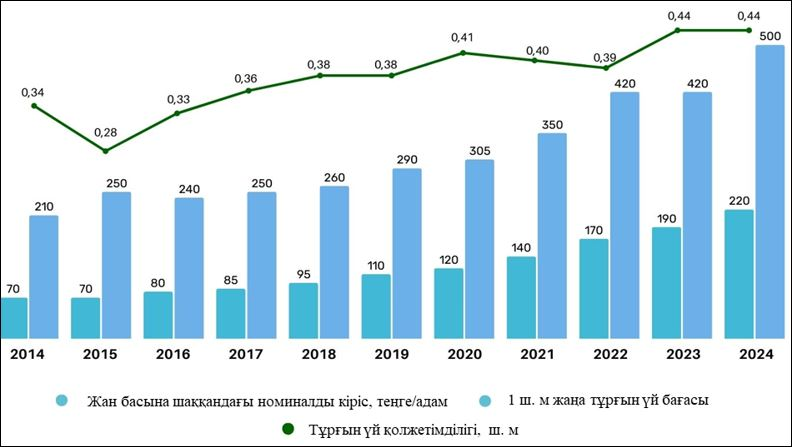 0,34 0,28 0,33 0,36 0,38 0,38 0,41 0,40 0,39 0,44 0,44
70 210 70 250 80 240 85 250 95 260 110 290 120 305 140 350 170 420 190 420 220 500
2014 2015 2016 2017 2018 2019 2020 2021 2022 2023 2024
Жан басына шаққандағы номиналды кіріс, теңге/адам 1 ш. м жаңа тұрғын үй бағасы
Тұрғын үй қолжетімділігі, ш. м